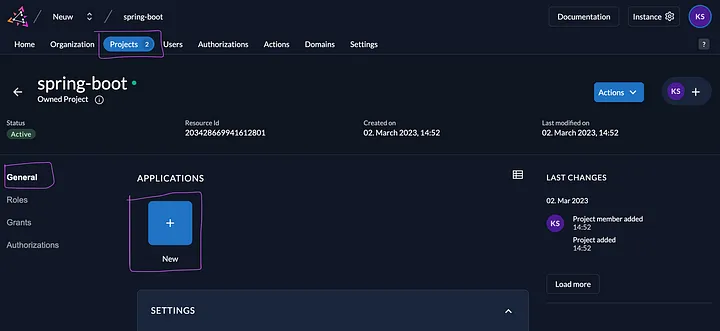 / Neuw / spring-boot Documentation Instance KS
Home Organization Projects 2 Users Authorizations Actions Domains Settings ?
spring-boot
Owned Project
Actions
KS +
Status Resource Id Created on Last modified on
Active 203428669941612801 02. March 2023, 14:52 02. March 2023, 14:52
General
Roles
Grants
Authorizations
APPLICATIONS
+
New
SETTINGS
LAST CHANGES
02. Mar 2023
KS Project member added
14:52
Project added
14:52
Load more